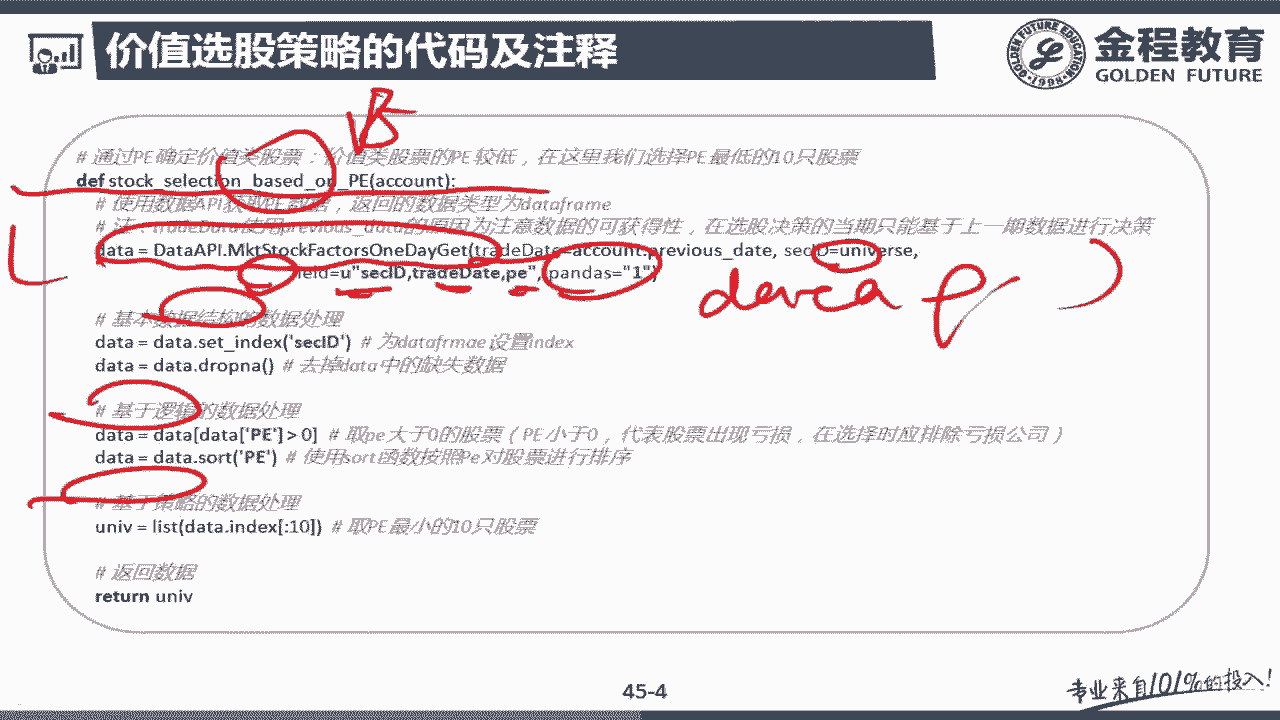 价值选股策略的代码及注释
金程教育
GOLDEN FUTURE
# 通过PE确定价值类股票：价值类股票的PE较低，在这里我们选择PE最低的10只股票
def stock_selection_based_on_PE(account):
# 使用数据API获取PE数据，返回的数据类型为dataframe
# 注：tradeData使用previous_data的原因为注意数据的可获得性，在选股决策的当期只能基于上一期数据进行决策
data = DataAPI.MktStockFactorsOneDayGet(tradeDate=account.previous_date, secID=universe,
field=u"secID,tradeDate,pe", pandas="1")
# 基本数据结构的数据处理
data = data.set_index('secID') # 为datafrmae设置index
data = data.dropna() # 去掉data中的缺失数据
# 基于逻辑的数据处理
data = data[data['PE']>0] # 取pe大于0的股票（PE小于0，代表股票出现亏损，在选择时应排除亏损公司）
data = data.sort('PE') # 使用sort函数按照Pe对股票进行排序
# 基于策略的数据处理
univ = list(data.index[:10]) # 取PE最小的10只股票
# 返回数据
return univ
45-4
专业来自101%的投入!